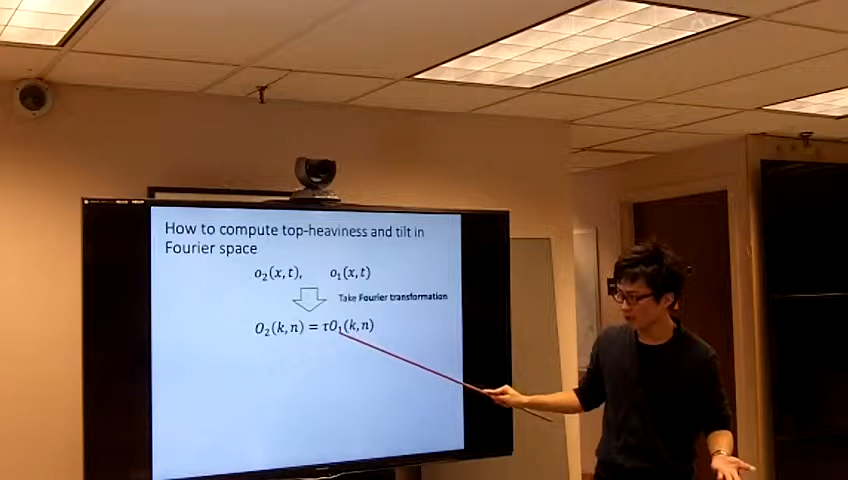 How to compute top-heaviness and tilt in
Fourier space
o₂(x, t), o₁(x, t)
Take Fourier transformation
O₂(k, n) = τO₁(k, n)